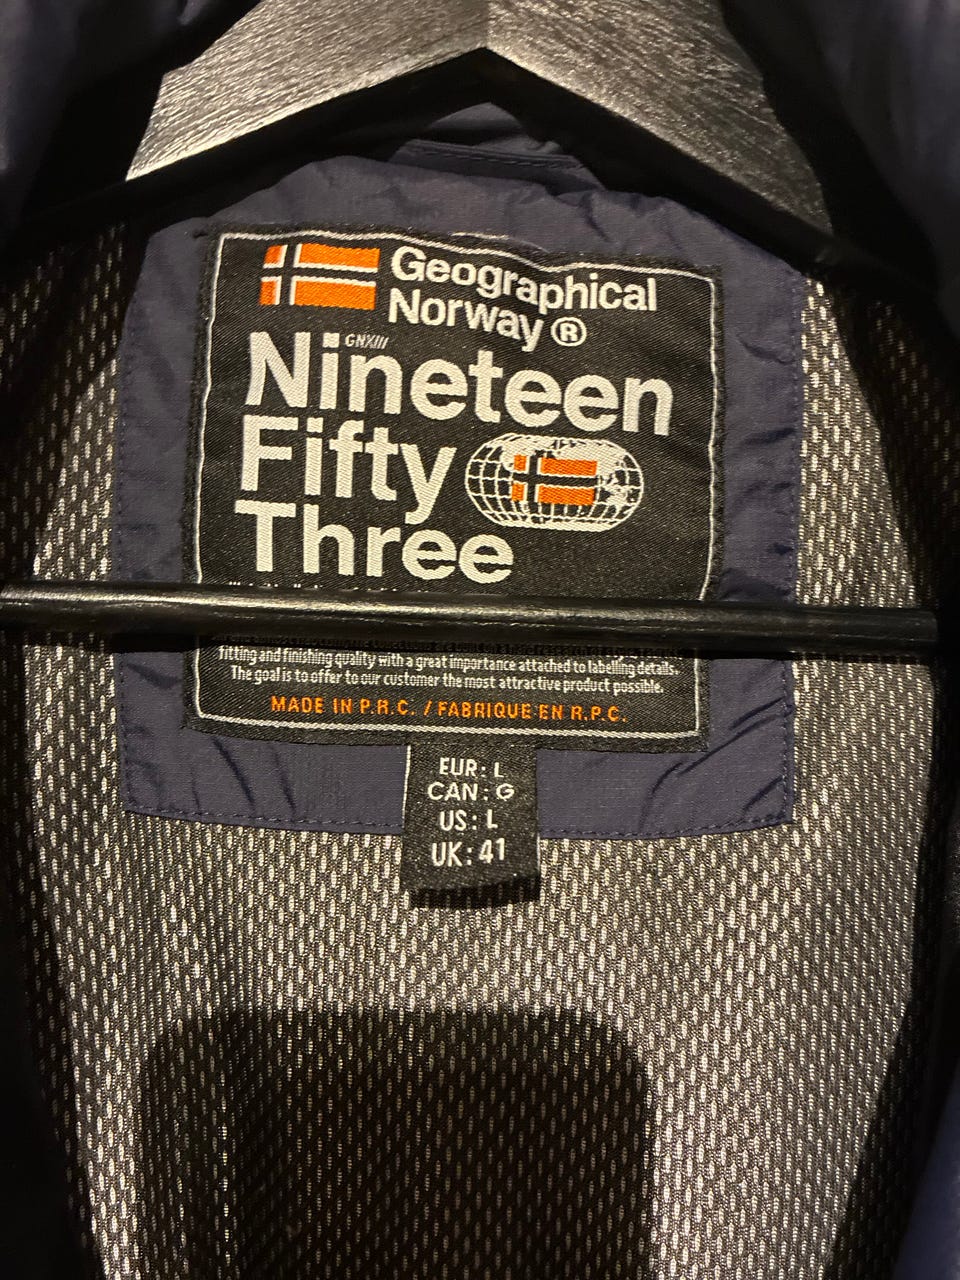 Geographical
Norway ®
GNXIII
Nineteen
Fifty
Three
fitting and finishing quality with a great importance attached to labelling details.
The goal is to offer to our customer the most attractive product possible.
MADE IN P.R.C. / FABRIQUE EN R.P.C.
EUR: L
CAN: G
US: L
UK: 41